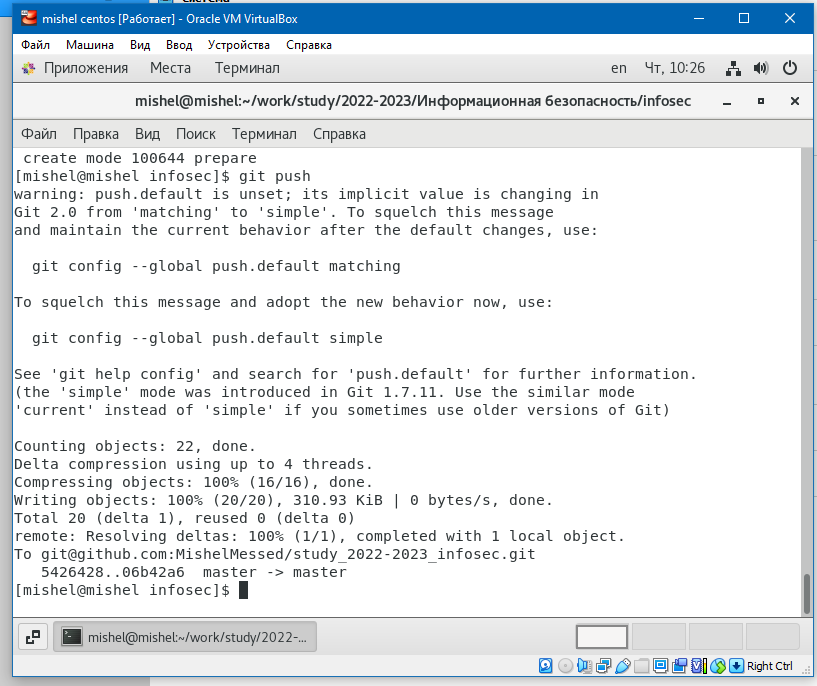 Система
mishel centos [Работает] - Oracle VM VirtualBox
Файл Машина Вид Ввод Устройства Справка
Приложения Места Терминал en Чт, 10:26
mishel@mishel:~/work/study/2022-2023/Информационная безопасность/infosec
Файл Правка Вид Поиск Терминал Справка
create mode 100644 prepare
[mishel@mishel infosec]$ git push
warning: push.default is unset; its implicit value is changing in
Git 2.0 from 'matching' to 'simple'. To squelch this message
and maintain the current behavior after the default changes, use:
git config --global push.default matching
To squelch this message and adopt the new behavior now, use:
git config --global push.default simple
See 'git help config' and search for 'push.default' for further information.
(the 'simple' mode was introduced in Git 1.7.11. Use the similar mode
'current' instead of 'simple' if you sometimes use older versions of Git)
Counting objects: 22, done.
Delta compression using up to 4 threads.
Compressing objects: 100% (16/16), done.
Writing objects: 100% (20/20), 310.93 KiB | 0 bytes/s, done.
Total 20 (delta 1), reused 0 (delta 0)
remote: Resolving deltas: 100% (1/1), completed with 1 local object.
To git@github.com:MishelMessed/study_2022-2023_infosec.git
5426428..06b42a6 master -> master
[mishel@mishel infosec]$
mishel@mishel:~/work/study/2022-...
Right Ctrl